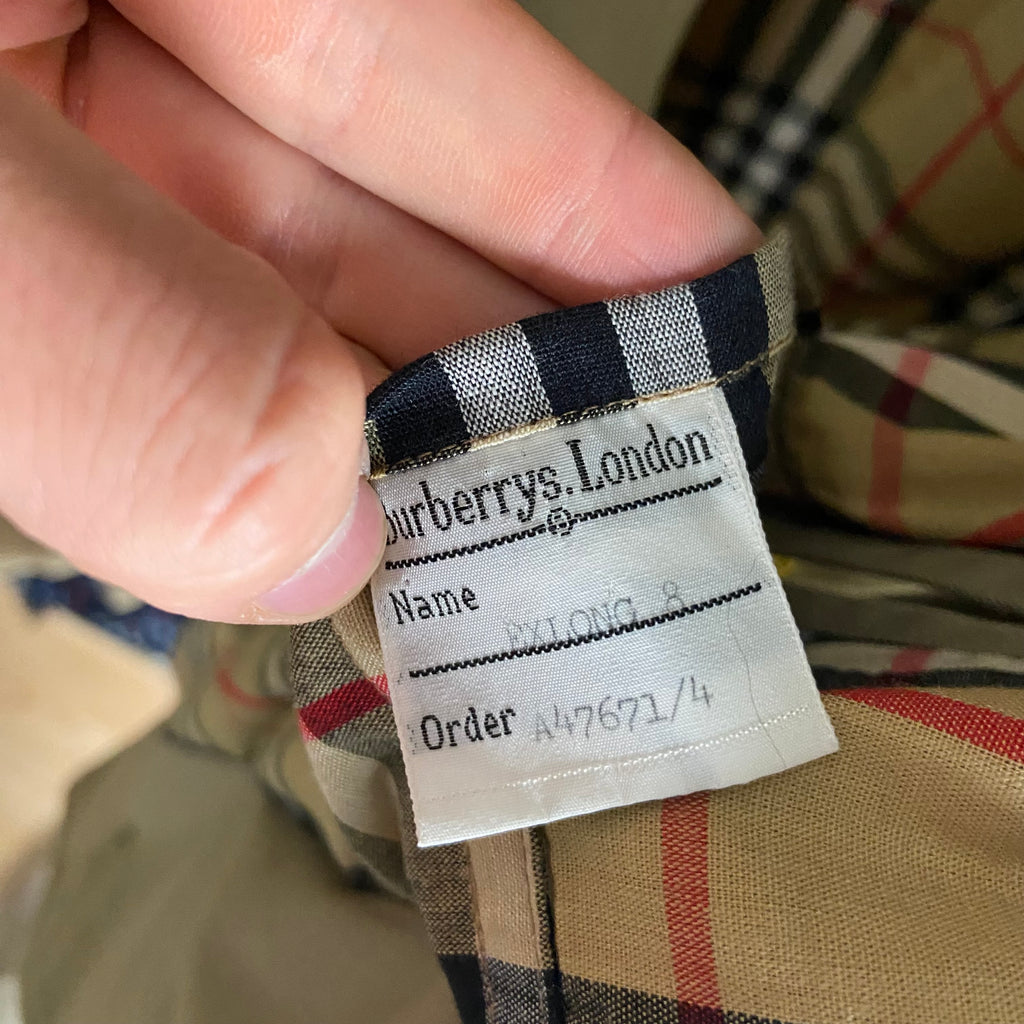 Burberrys. London
Name
EXLONG 8
Order A47671/4